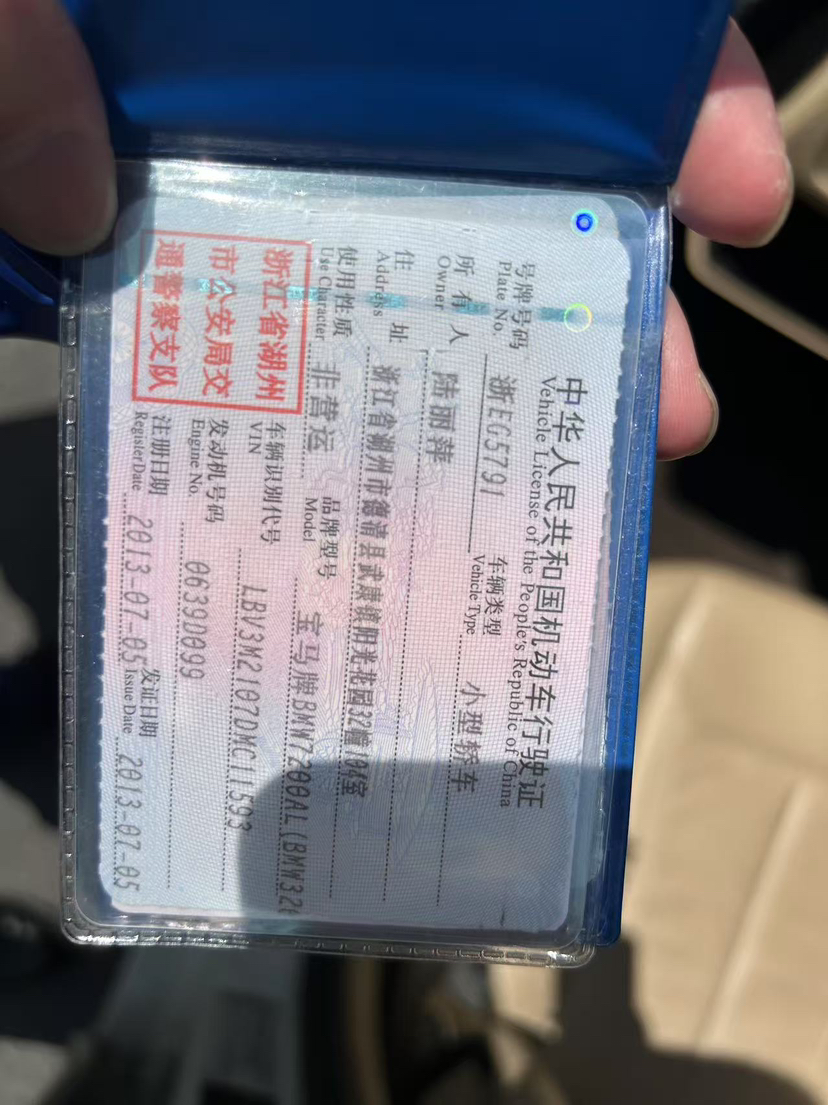 中华人民共和国机动车行驶证
Vehicle License of the People's Republic of China
号牌号码 浙EG5791 车辆类型 小型轿车
Plate No. Vehicle Type
所有人 陆丽萍
Owner
住址 浙江省湖州市德清县武康镇阳光花园32幢104室
Address
使用性质 非营运 品牌型号 宝马牌BMW7200AL(BMW320
Use Character Model
浙江省湖州
市公安局交
通警察支队
车辆识别代号 LBV3M2107DMC11593
VIN
发动机号码 0639D099
Engine No.
注册日期 2013-07-05 发证日期 2013-07-05
Register Date Issue Date